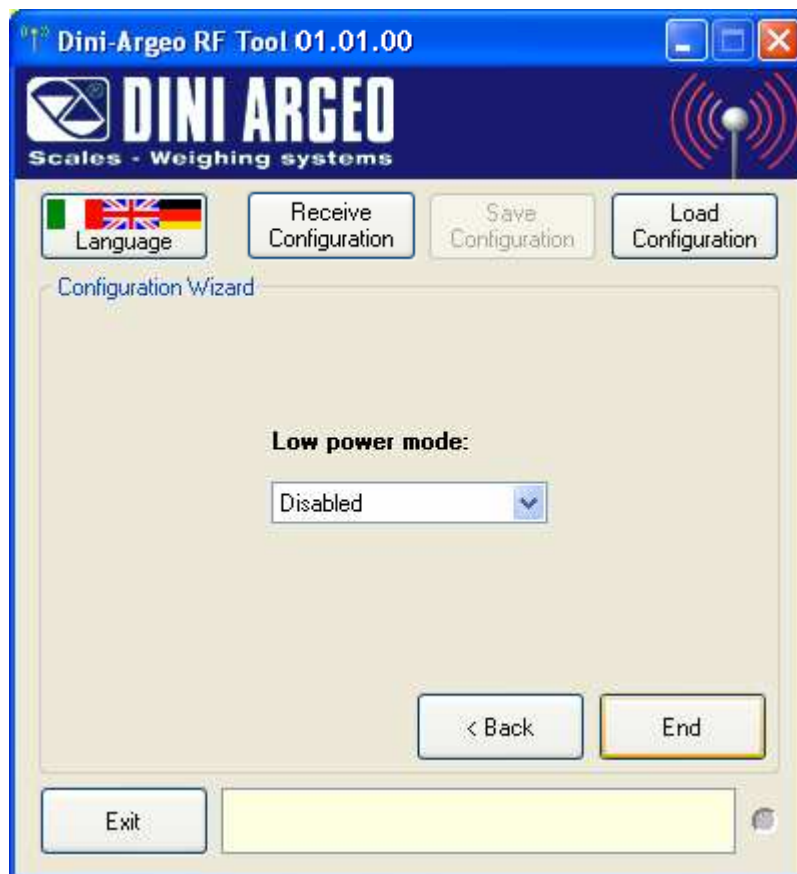 Dini-Argeo RF Tool 01.01.00
DINI ARGEO
Scales - Weighing systems
Language
Receive
Configuration
Save
Configuration
Load
Configuration
Configuration Wizard
Low power mode:
Disabled
< Back
End
Exit